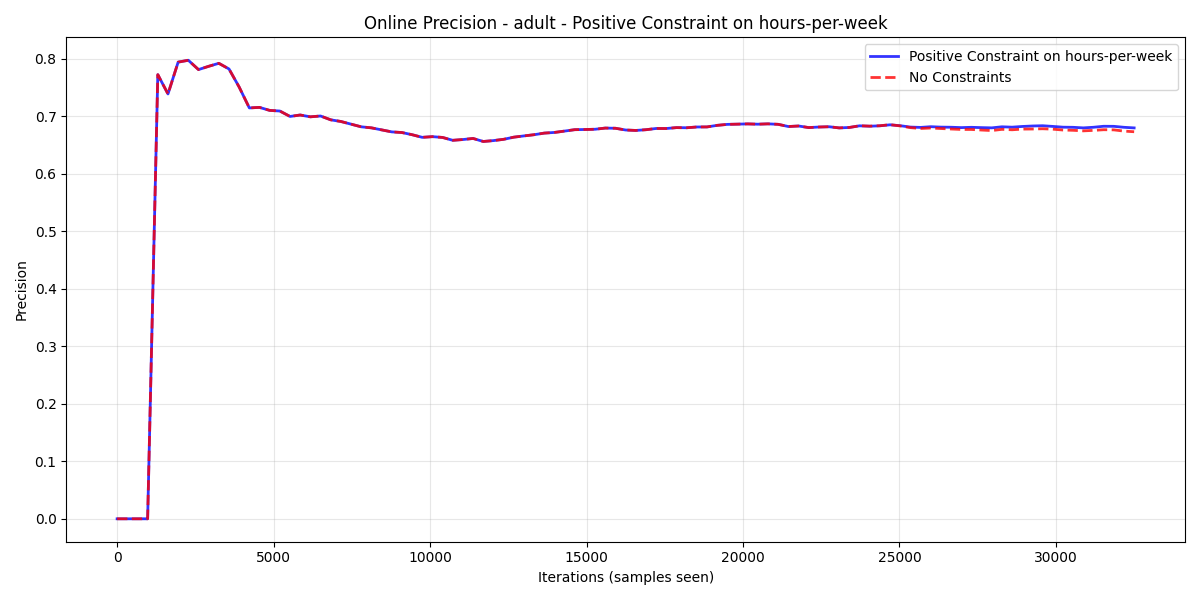 Online Precision - adult - Positive Constraint on hours-per-week
Positive Constraint on hours-per-week
No Constraints
Precision
0.8
0.7
0.6
0.5
0.4
0.3
0.2
0.1
0.0
0 5000 10000 15000 20000 25000 30000
Iterations (samples seen)